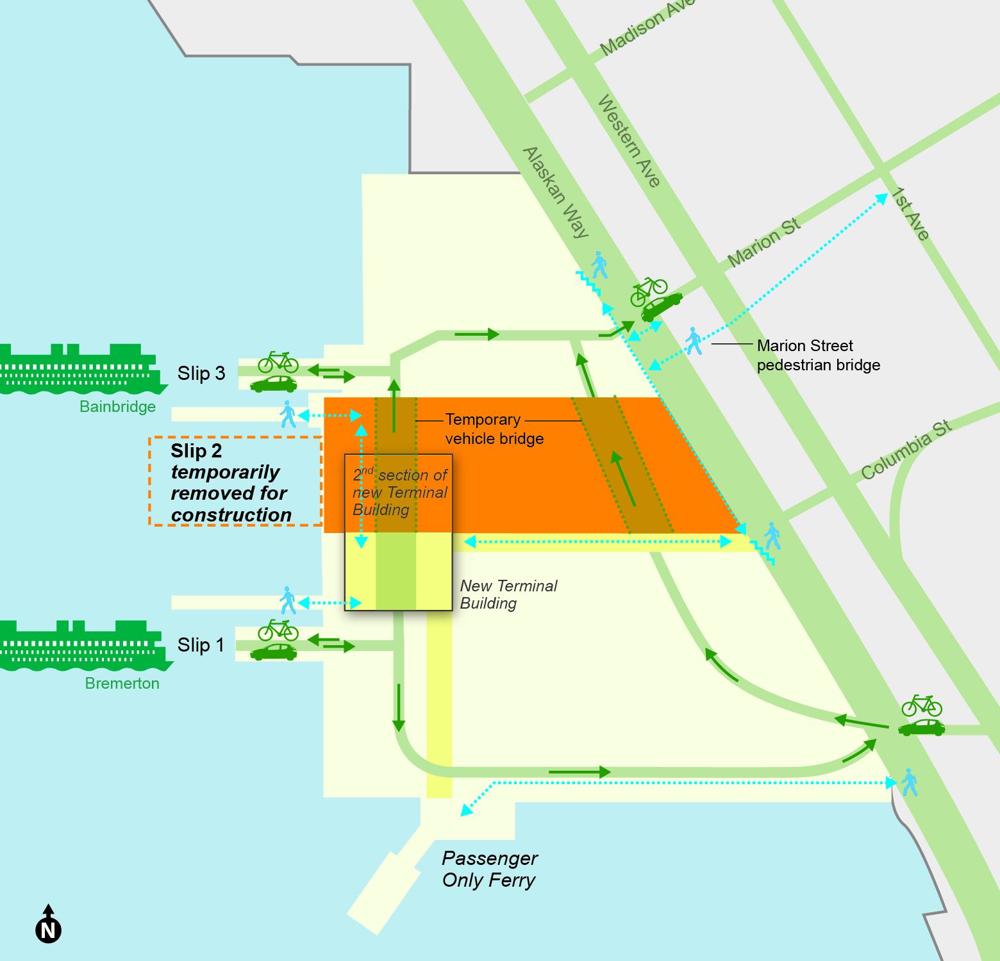 Madison Ave
Western Ave
Alaskan Way
1st Ave
Marion St
Marion Street
pedestrian bridge
Slip 3
Bainbridge
Temporary
vehicle bridge
Columbia St
Slip 2
temporarily
removed for
construction
2nd section of
new Terminal
Building
New Terminal
Building
Slip 1
Bremerton
Passenger
Only Ferry
N